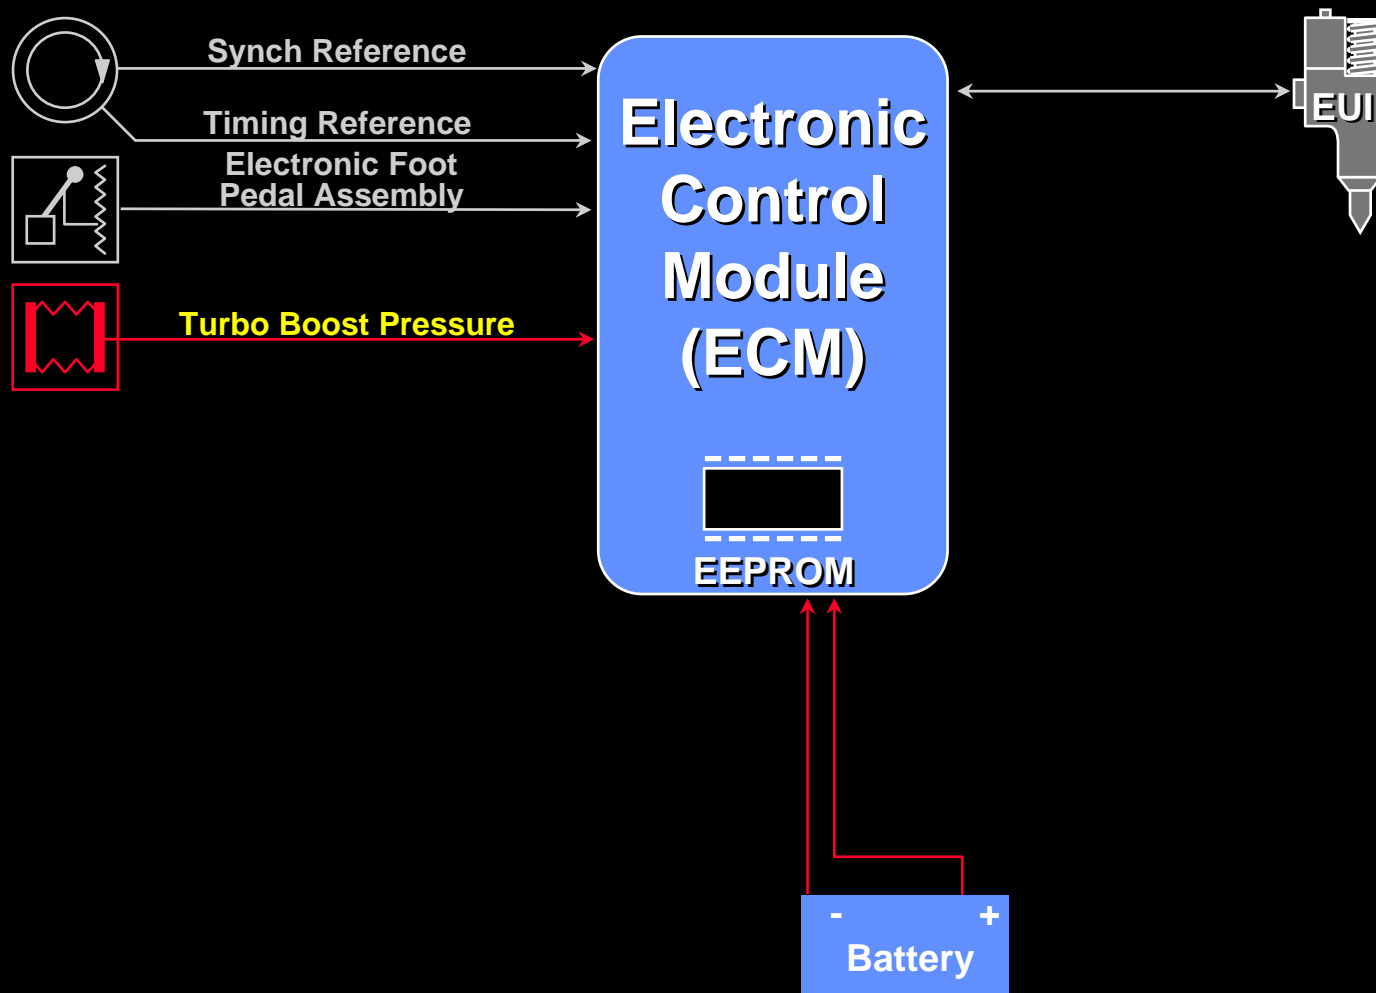 Synch Reference
Timing Reference
Electronic Foot
Pedal Assembly
Turbo Boost Pressure
Electronic
Control
Module
(ECM)
EEPROM
EUI
- +
Battery